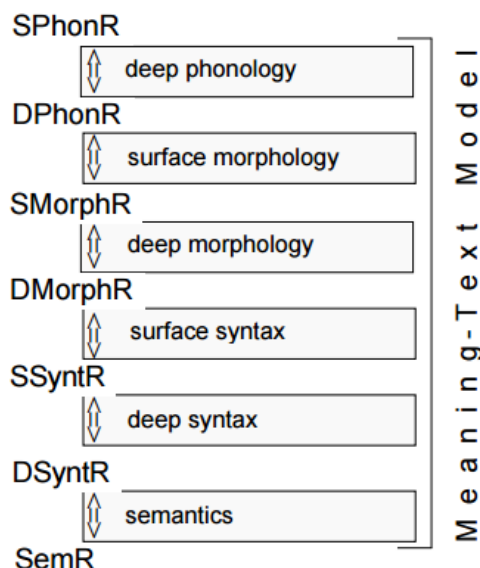 SPhonR
deep phonology
DPhonR
surface morphology
SMorphR
deep morphology
DMorphR
surface syntax
SSyntR
deep syntax
DSyntR
semantics
SemR
Meaning-Text Model